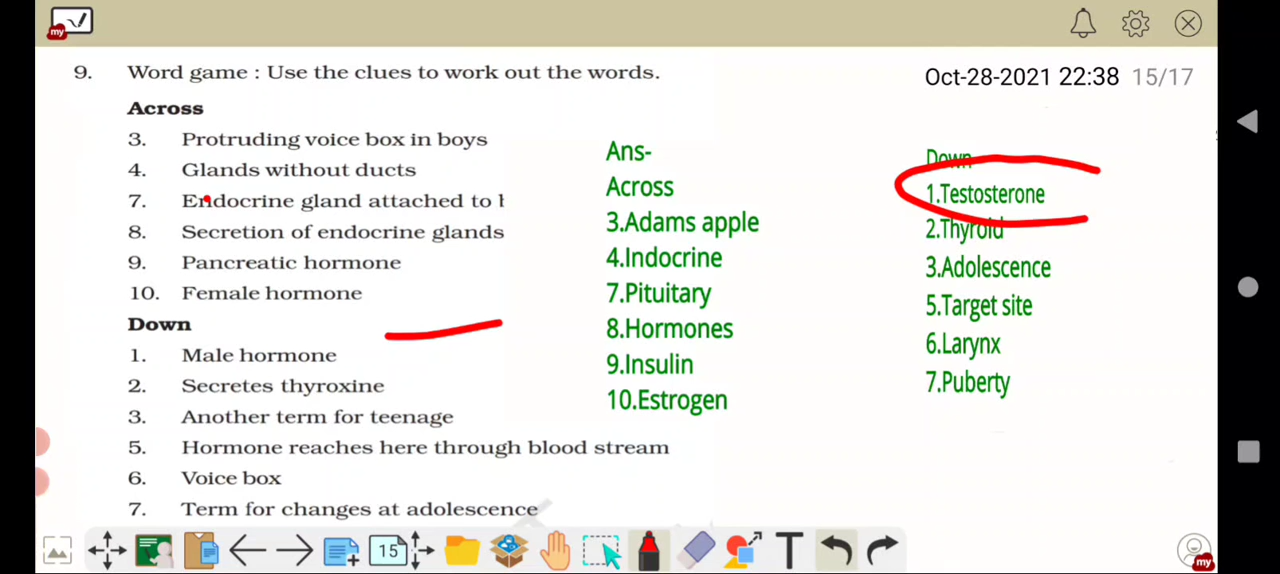 9. Word game : Use the clues to work out the words.
Oct-28-2021 22:38 15/17
Across
3. Protruding voice box in boys
4. Glands without ducts
7. Endocrine gland attached to
8. Secretion of endocrine glands
9. Pancreatic hormone
10. Female hormone
Down
1. Male hormone
2. Secretes thyroxine
3. Another term for teenage
5. Hormone reaches here through blood stream
6. Voice box
7. Term for changes at adolescence
Ans-
Across
3.Adams apple
4.Indocrine
7.Pituitary
8.Hormones
9.Insulin
10.Estrogen
Down
1.Testosterone
2.Thyroid
3.Adolescence
5.Target site
6.Larynx
7.Puberty
my
15
T
my